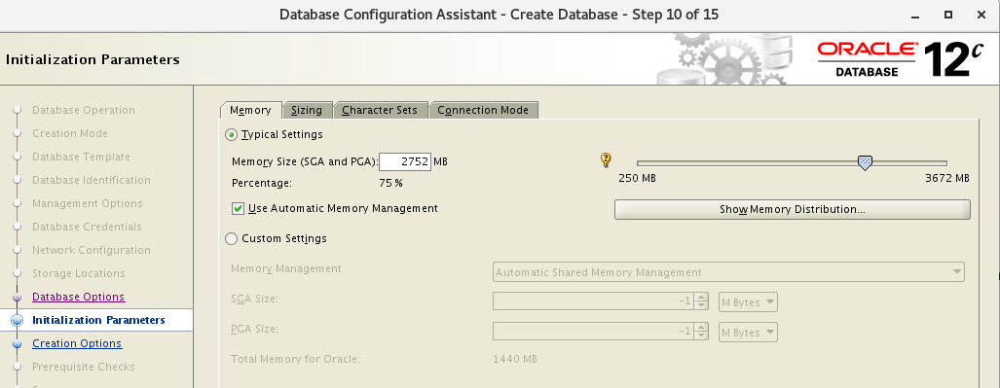 Database Configuration Assistant - Create Database - Step 10 of 15
Initialization Parameters
ORACLE®
DATABASE
12c
Database Operation
Creation Mode
Database Template
Database Identification
Management Options
Database Credentials
Network Configuration
Storage Locations
Database Options
Initialization Parameters
Creation Options
Prerequisite Checks
Memory Sizing Character Sets Connection Mode
Typical Settings
Memory Size (SGA and PGA): 2752 MB
250 MB 3672 MB
Percentage: 75 %
Use Automatic Memory Management
Show Memory Distribution...
Custom Settings
Memory Management Automatic Shared Memory Management
SGA Size: -1 M Bytes
PGA Size: -1 M Bytes
Total Memory for Oracle: 1440 MB